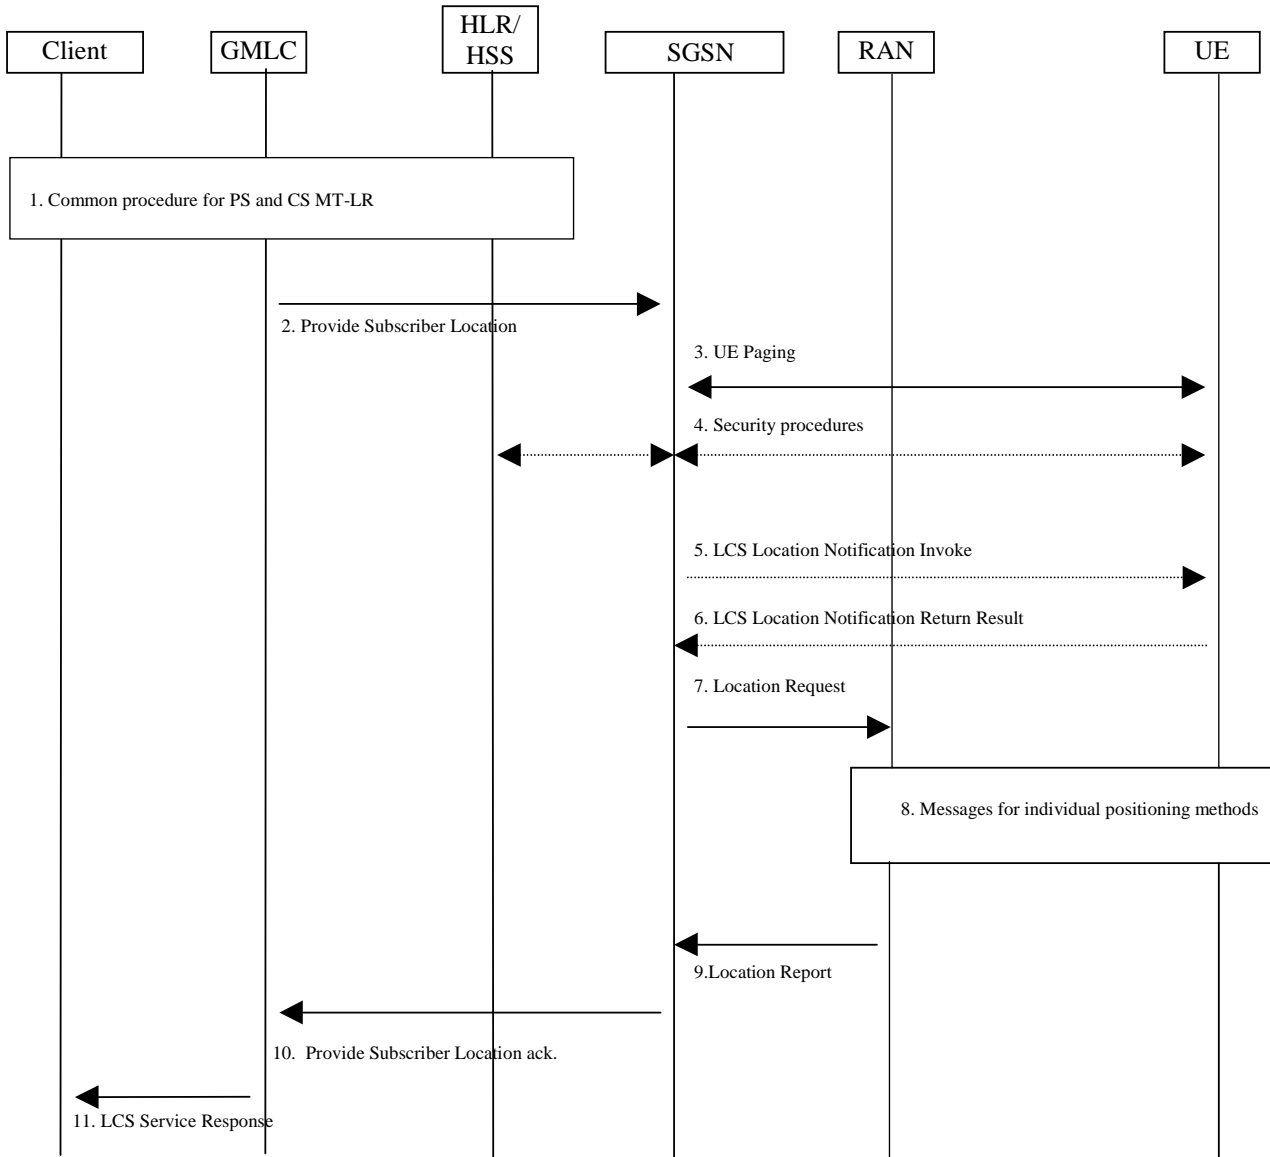 Client
GMLC
HLR/
HSS
SGSN
RAN
UE
1. Common procedure for PS and CS MT-LR
2. Provide Subscriber Location
3. UE Paging
4. Security procedures
5. LCS Location Notification Invoke
6. LCS Location Notification Return Result
7. Location Request
8. Messages for individual positioning methods
9.Location Report
10. Provide Subscriber Location ack.
11. LCS Service Response